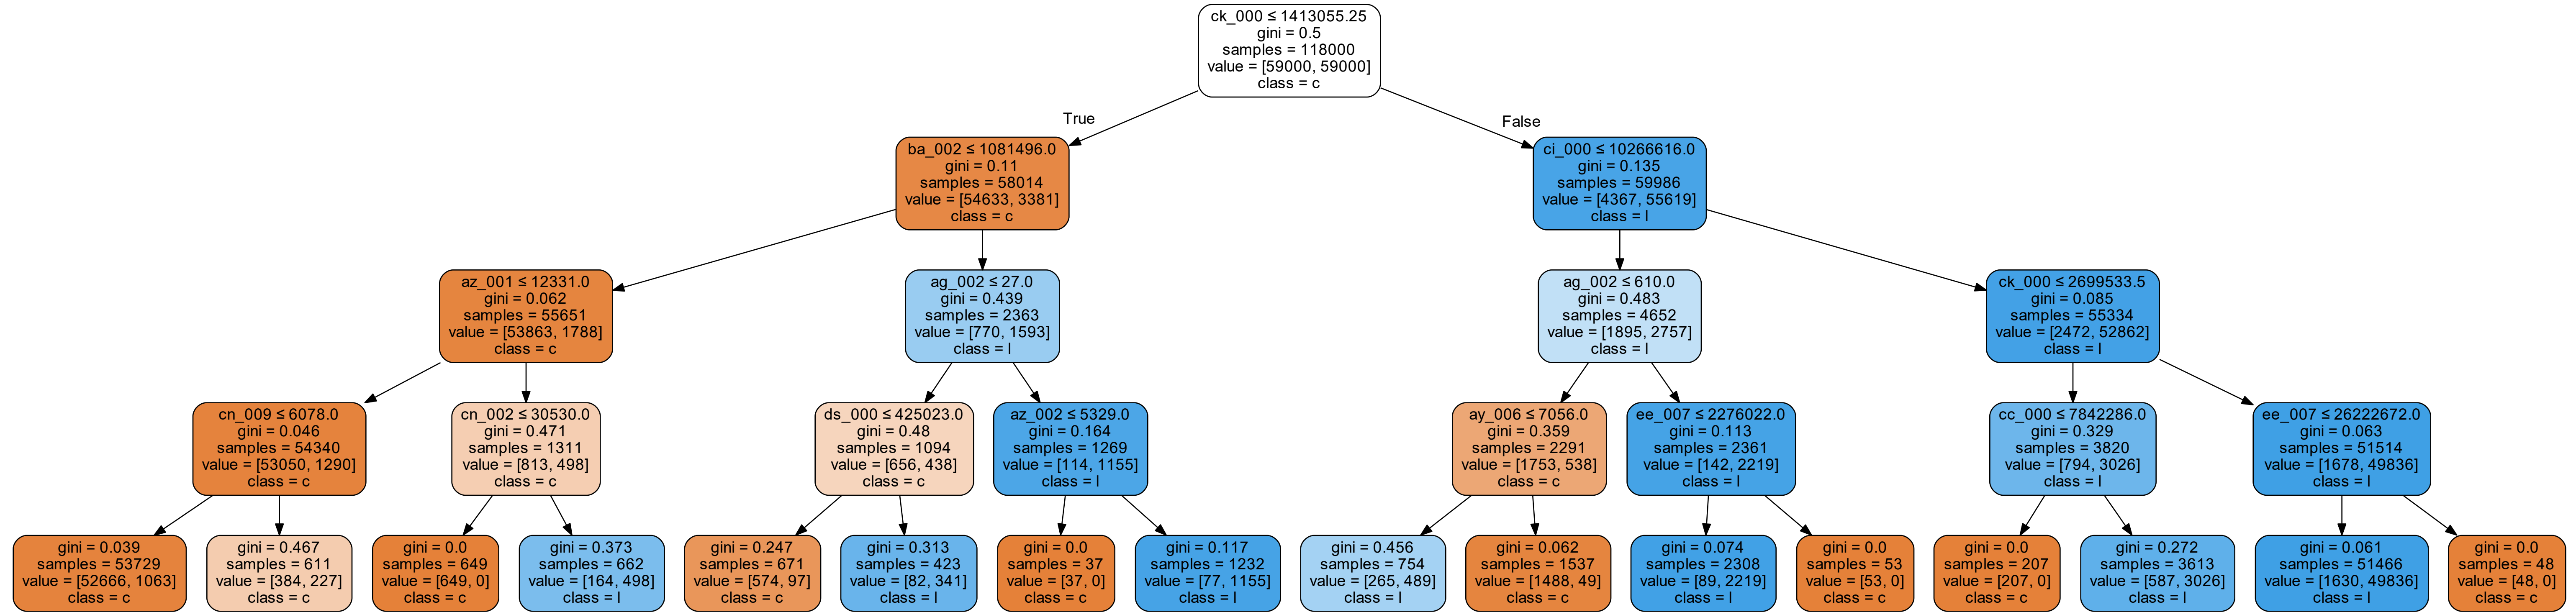 ck_000 ≤ 1413055.25
gini = 0.5
samples = 118000
value = [59000, 59000]
class = c
True
False
ba_002 ≤ 1081496.0
gini = 0.11
samples = 58014
value = [54633, 3381]
class = c
ci_000 ≤ 10266616.0
gini = 0.135
samples = 59986
value = [4367, 55619]
class = l
az_001 ≤ 12331.0
gini = 0.062
samples = 55651
value = [53863, 1788]
class = c
ag_002 ≤ 27.0
gini = 0.439
samples = 2363
value = [770, 1593]
class = l
ag_002 ≤ 610.0
gini = 0.483
samples = 4652
value = [1895, 2757]
class = l
ck_000 ≤ 2699533.5
gini = 0.085
samples = 55334
value = [2472, 52862]
class = l
cn_009 ≤ 6078.0
gini = 0.046
samples = 54340
value = [53050, 1290]
class = c
cn_002 ≤ 30530.0
gini = 0.471
samples = 1311
value = [813, 498]
class = c
ds_000 ≤ 425023.0
gini = 0.48
samples = 1094
value = [656, 438]
class = c
az_002 ≤ 5329.0
gini = 0.164
samples = 1269
value = [114, 1155]
class = l
ay_006 ≤ 7056.0
gini = 0.359
samples = 2291
value = [1753, 538]
class = c
ee_007 ≤ 2276022.0
gini = 0.113
samples = 2361
value = [142, 2219]
class = l
cc_000 ≤ 7842286.0
gini = 0.329
samples = 3820
value = [794, 3026]
class = l
ee_007 ≤ 26222672.0
gini = 0.063
samples = 51514
value = [1678, 49836]
class = l
gini = 0.039
samples = 53729
value = [52666, 1063]
class = c
gini = 0.467
samples = 611
value = [384, 227]
class = c
gini = 0.0
samples = 649
value = [649, 0]
class = c
gini = 0.373
samples = 662
value = [164, 498]
class = l
gini = 0.247
samples = 671
value = [574, 97]
class = c
gini = 0.313
samples = 423
value = [82, 341]
class = l
gini = 0.0
samples = 37
value = [37, 0]
class = c
gini = 0.117
samples = 1232
value = [77, 1155]
class = l
gini = 0.456
samples = 754
value = [265, 489]
class = l
gini = 0.062
samples = 1537
value = [1488, 49]
class = c
gini = 0.074
samples = 2308
value = [89, 2219]
class = l
gini = 0.0
samples = 53
value = [53, 0]
class = c
gini = 0.0
samples = 207
value = [207, 0]
class = c
gini = 0.272
samples = 3613
value = [587, 3026]
class = l
gini = 0.061
samples = 51466
value = [1630, 49836]
class = l
gini = 0.0
samples = 48
value = [48, 0]
class = c